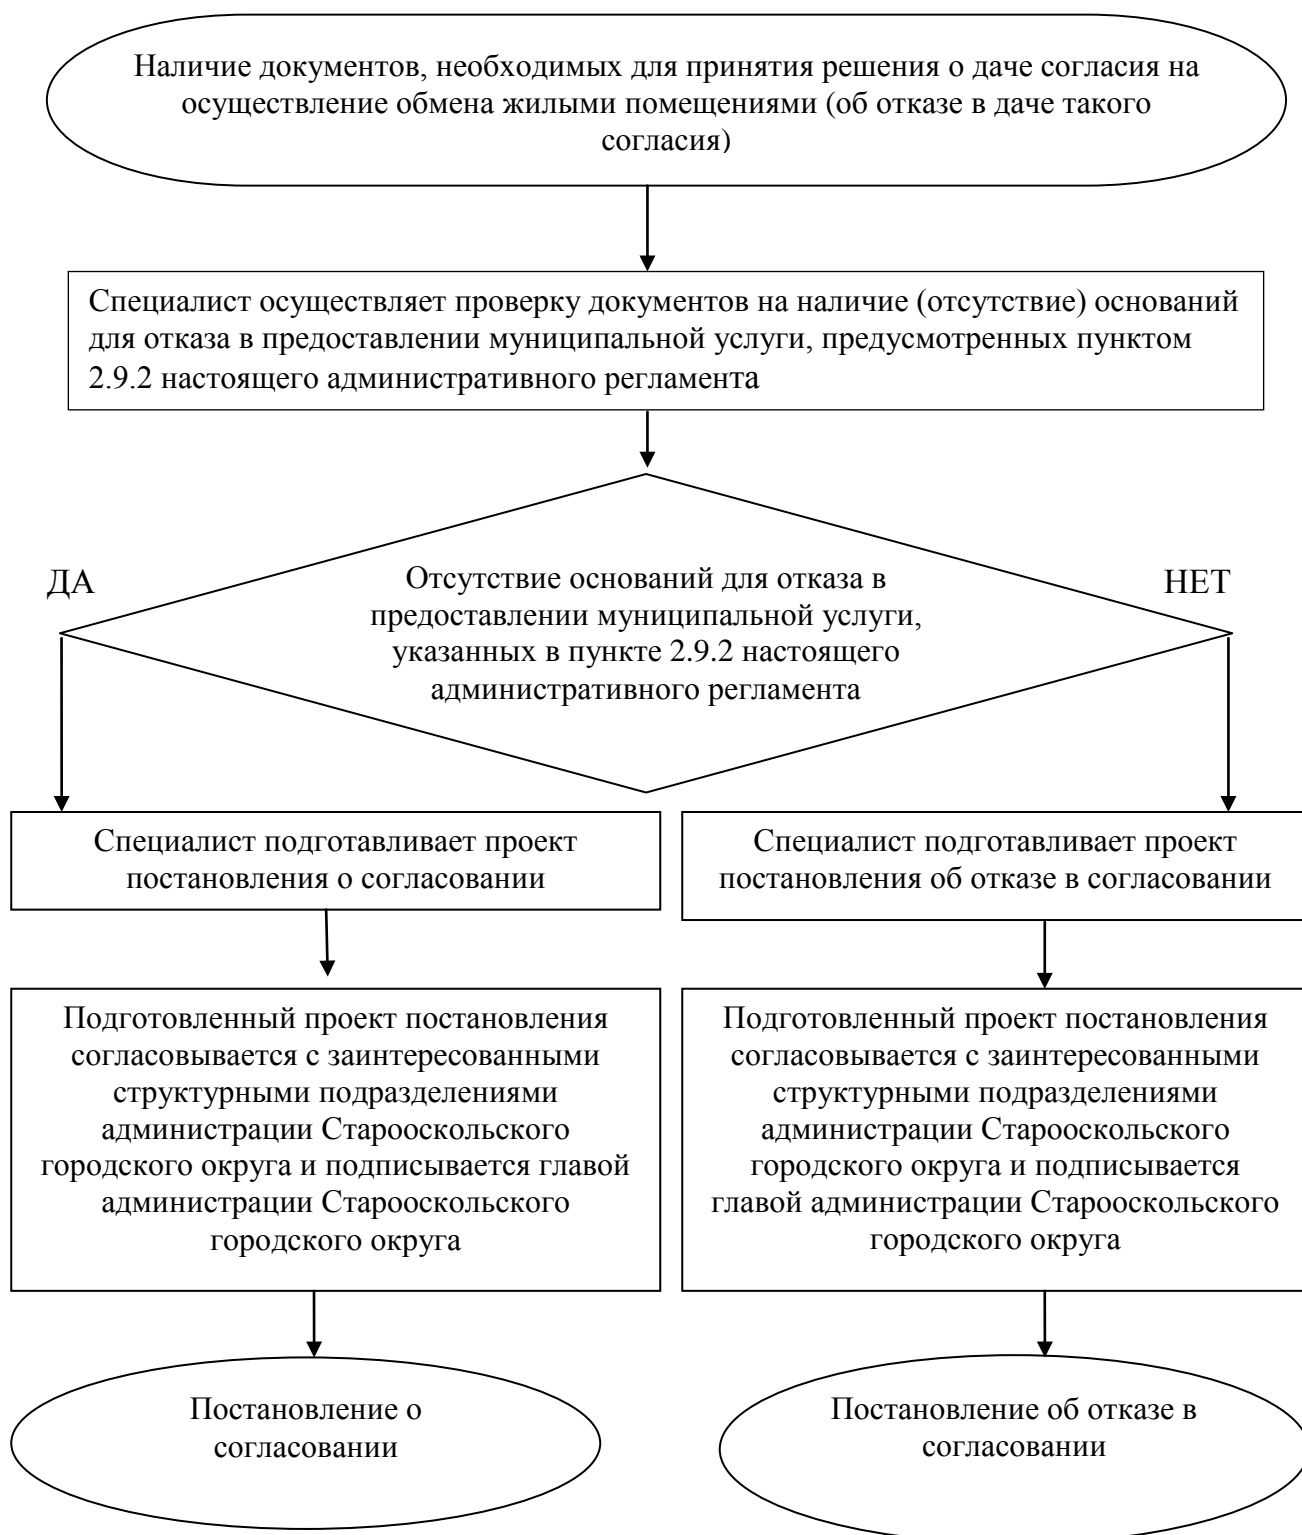 Наличие документов, необходимых для принятия решения о даче согласия на
осуществление обмена жилыми помещениями (об отказе в даче такого
согласия)
Специалист осуществляет проверку документов на наличие (отсутствие) оснований
для отказа в предоставлении муниципальной услуги, предусмотренных пунктом
2.9.2 настоящего административного регламента
ДА
НЕТ
Отсутствие оснований для отказа в
предоставлении муниципальной услуги,
указанных в пункте 2.9.2 настоящего
административного регламента
Специалист подготавливает проект
постановления о согласовании
Специалист подготавливает проект
постановления об отказе в согласовании
Подготовленный проект постановления
согласовывается с заинтересованными
структурными подразделениями
администрации Старооскольского
городского округа и подписывается главой
администрации Старооскольского
городского округа
Подготовленный проект постановления
согласовывается с заинтересованными
структурными подразделениями
администрации Старооскольского
городского округа и подписывается
главой администрации Старооскольского
городского округа
Постановление о
согласовании
Постановление об отказе в
согласовании